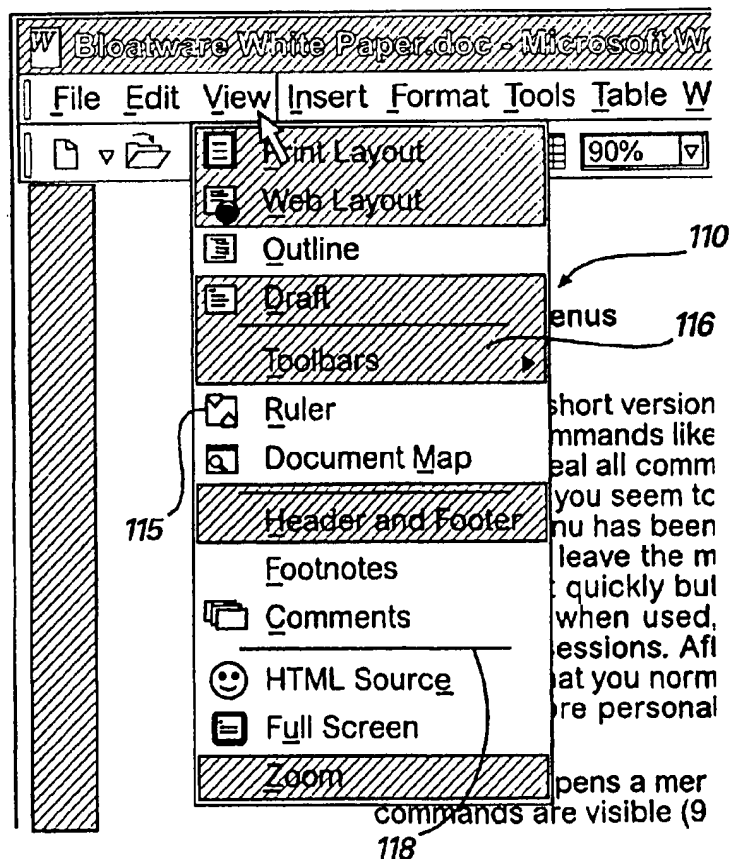 W Bloatware White Paper.doc - Microsoft W
File Edit View Insert Format Tools Table W
90%
Print Layout
Web Layout
Outline
110
Draft
enus
116
Toolbars
Ruler
short version
mmands like
Document Map
eal all comm
you seem to
Header and Footer
nu has been
115
leave the m
Footnotes
t quickly but
Comments
when used,
essions. Aft
HTML Source
at you norm
ore personal
Full Screen
Zoom
pens a mer
commands are visible (9
118